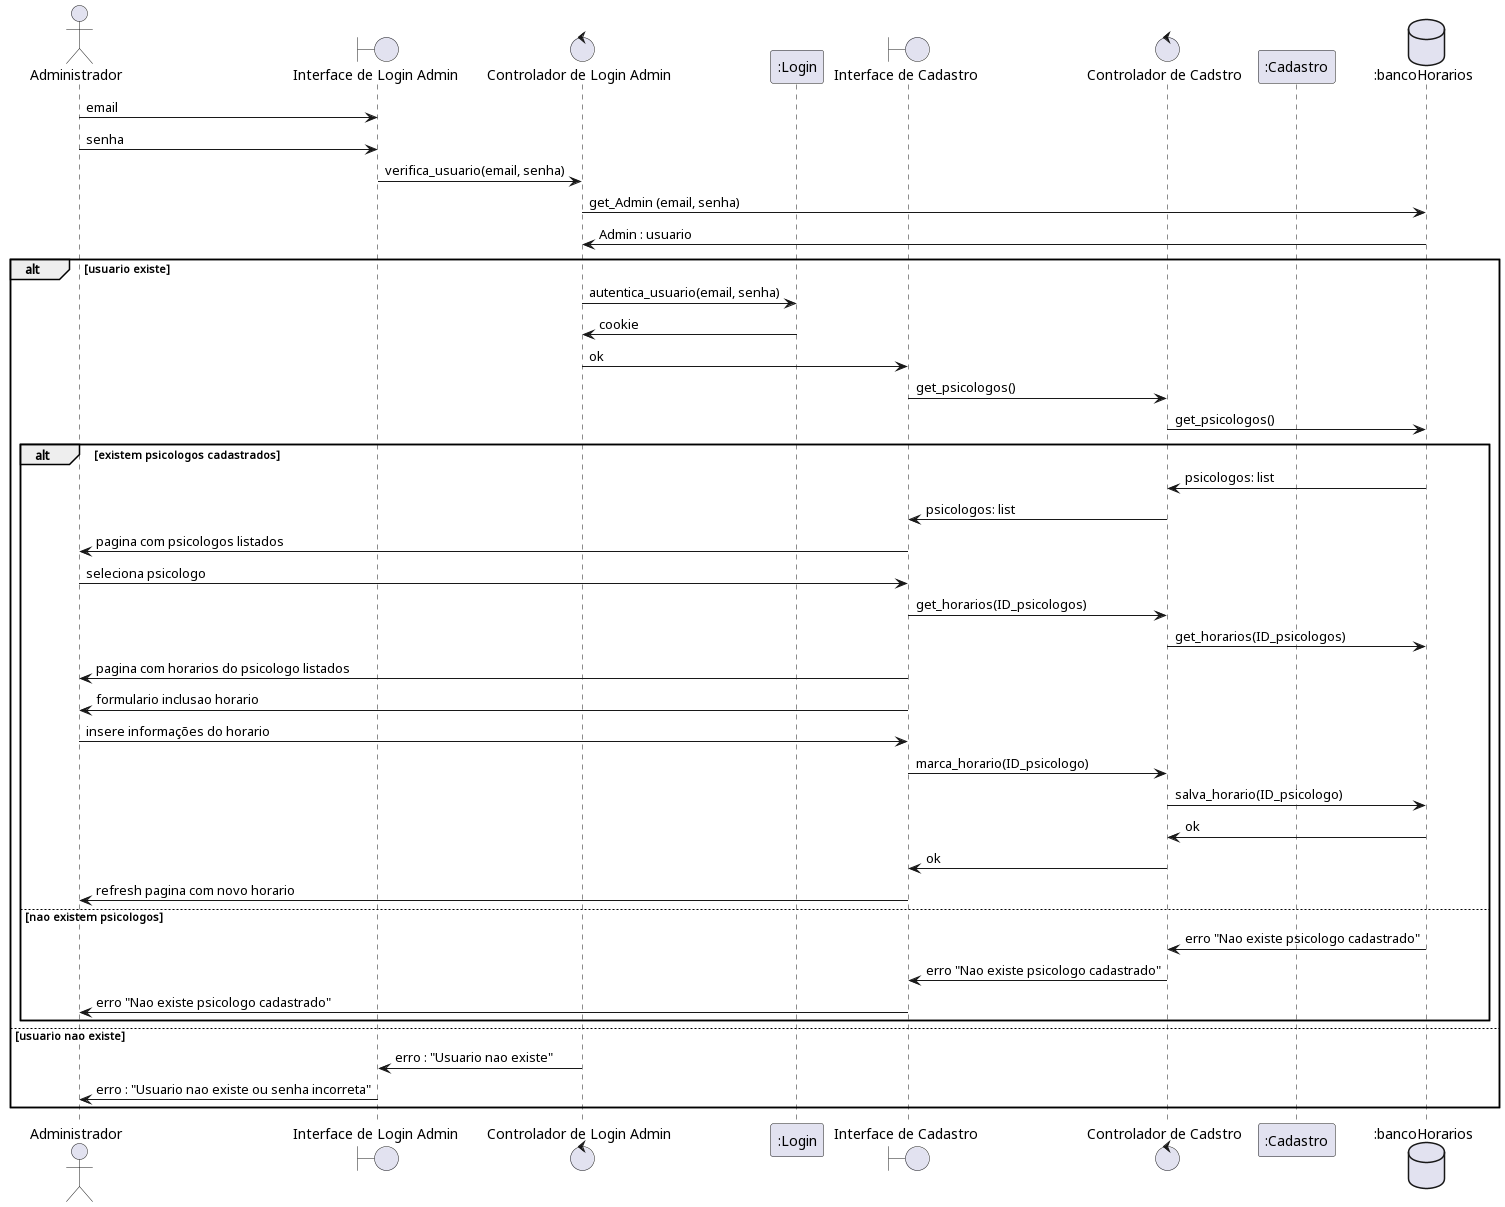 Administrador
Interface de Login Admin
Controlador de Login Admin
:Login
Interface de Cadastro
Controlador de Cadstro
:Cadastro
:bancoHorarios
email
senha
verifica_usuario(email, senha)
get_Admin (email, senha)
Admin : usuario
alt
[usuario existe]
autentica_usuario(email, senha)
cookie
ok
get_psicologos()
get_psicologos()
alt
[existem psicologos cadastrados]
psicologos: list
psicologos: list
pagina com psicologos listados
seleciona psicologo
get_horarios(ID_psicologos)
get_horarios(ID_psicologos)
pagina com horarios do psicologo listados
formulario inclusao horario
insere informações do horario
marca_horario(ID_psicologo)
salva_horario(ID_psicologo)
ok
ok
refresh pagina com novo horario
[nao existem psicologos]
erro "Nao existe psicologo cadastrado"
erro "Nao existe psicologo cadastrado"
erro "Nao existe psicologo cadastrado"
[usuario nao existe]
erro : "Usuario nao existe"
erro : "Usuario nao existe ou senha incorreta"
Administrador
Interface de Login Admin
Controlador de Login Admin
:Login
Interface de Cadastro
Controlador de Cadstro
:Cadastro
:bancoHorarios